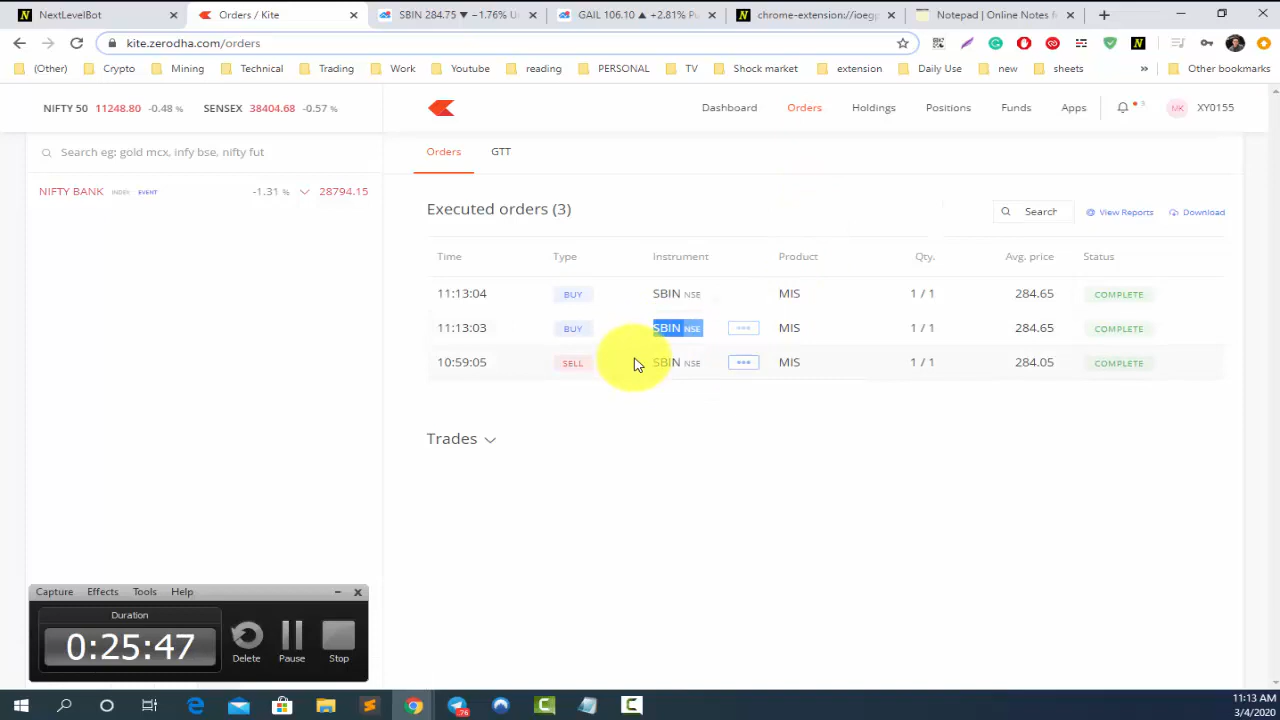 NextLevelBot
Orders / Kite
SBIN 284.75 ▼ −1.76% Un
GAIL 106.10 ▲ +2.81% Pu
chrome-extension://ioegp
Notepad | Online Notes f
kite.zerodha.com/orders
(Other)
Crypto
Mining
Technical
Trading
Work
Youtube
reading
PERSONAL
TV
Shock market
extension
Daily Use
new
sheets
»
Other bookmarks
NIFTY 50 11248.80 -0.48 %
SENSEX 38404.68 -0.57 %
Dashboard
Orders
Holdings
Positions
Funds
Apps
3
MK
XY0155
Search eg: gold mcx, infy bse, nifty fut
NIFTY BANK INDEX EVENT -1.31 % 28794.15
Orders
GTT
Executed orders (3)
Search
View Reports
Download
Time Type Instrument Product Qty. Avg. price Status
11:13:04 BUY SBIN NSE MIS 1 / 1 284.65 COMPLETE
11:13:03 BUY SBIN NSE MIS 1 / 1 284.65 COMPLETE
10:59:05 SELL SBIN NSE MIS 1 / 1 284.05 COMPLETE
Trades
Capture Effects Tools Help
Duration
0:25:47
Delete
Pause
Stop
76
11:13 AM
3/4/2020